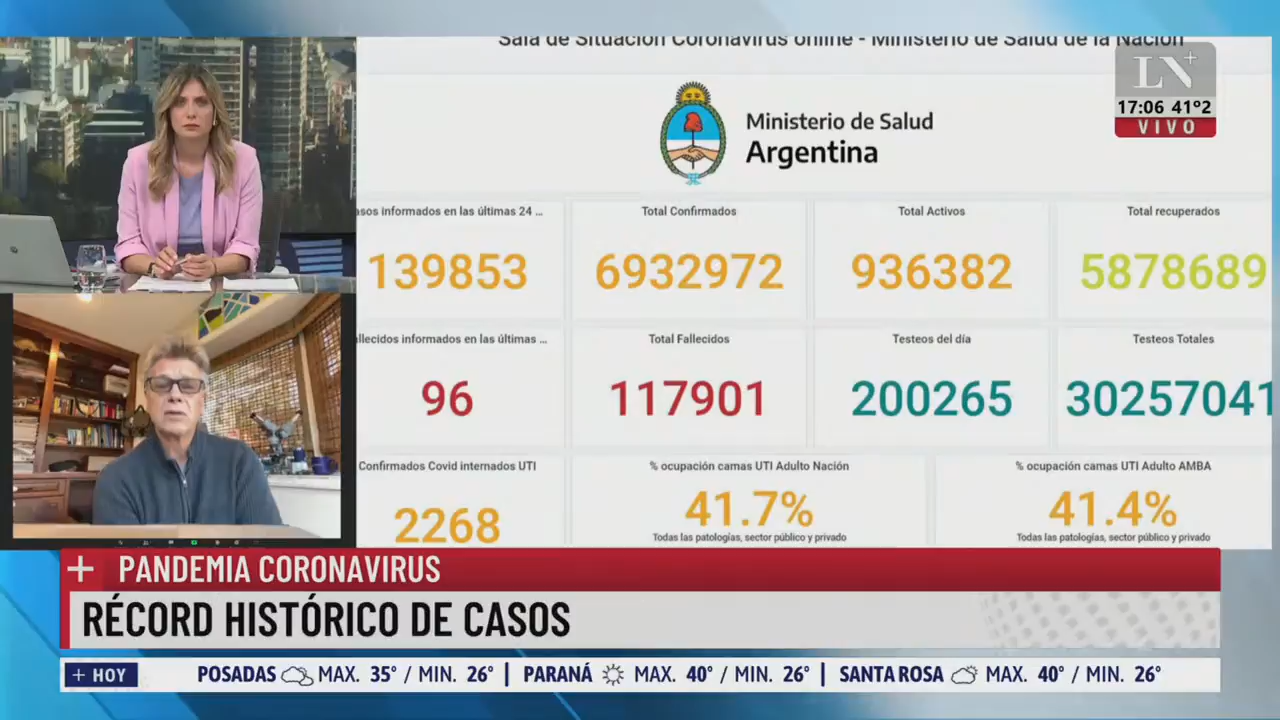 Sala de Situación Coronavirus online - Ministerio de Salud de la Nación
LN+
17:06 41º2
VIVO
Ministerio de Salud
Argentina
asos informados en las últimas 24 ...
139853
Total Confirmados
6932972
Total Activos
936382
Total recuperados
5878689
llecidos informados en las últimas ...
96
Total Fallecidos
117901
Testeos del día
200265
Testeos Totales
30257041
Confirmados Covid internados UTI
2268
% ocupación camas UTI Adulto Nación
41.7%
Todas las patologías, sector público y privado
% ocupación camas UTI Adulto AMBA
41.4%
Todas las patologías, sector público y privado
+ PANDEMIA CORONAVIRUS
RÉCORD HISTÓRICO DE CASOS
+ HOY POSADAS MAX. 35° / MIN. 26° | PARANÁ MAX. 40° / MIN. 26° | SANTA ROSA MAX. 40° / MIN. 26°